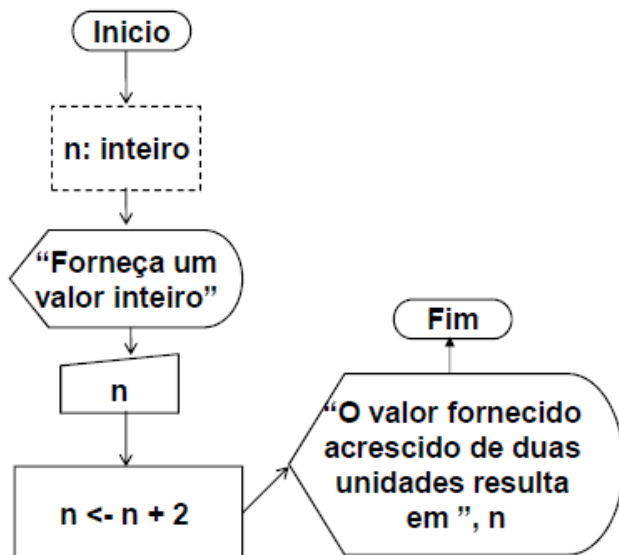 Inicio
n: inteiro
“Forneça um
valor inteiro”
n
n <- n + 2
“O valor fornecido
acrescido de duas
unidades resulta
em ”, n
Fim